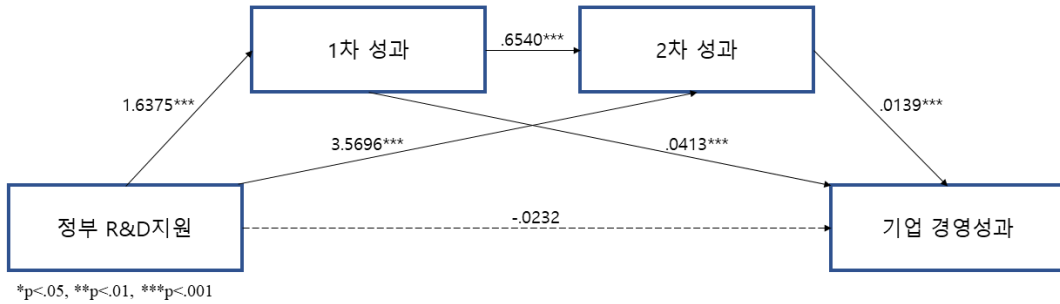 1차 성과
.6540***
2차 성과
1.6375***
3.5696***
.0413***
.0139***
정부 R&D지원
-.0232
기업 경영성과
*p<.05, **p<.01, ***p<.001